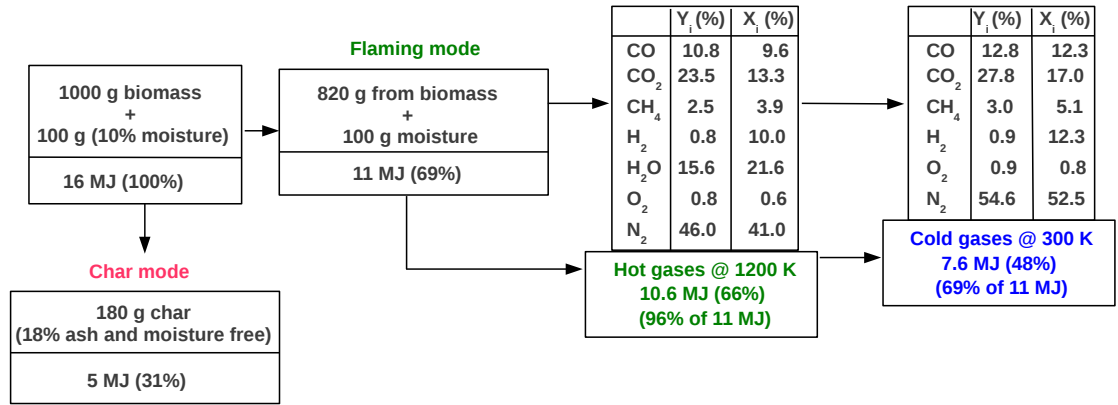 Flaming mode
1000 g biomass
+
100 g (10% moisture)
16 MJ (100%)
820 g from biomass
+
100 g moisture
11 MJ (69%)
Char mode
180 g char
(18% ash and moisture free)
5 MJ (31%)
Y_i (%) X_i (%)
CO 10.8 9.6
CO₂ 23.5 13.3
CH₄ 2.5 3.9
H₂ 0.8 10.0
H₂O 15.6 21.6
O₂ 0.8 0.6
N₂ 46.0 41.0
Hot gases @ 1200 K
10.6 MJ (66%)
(96% of 11 MJ)
Y_i (%) X_i (%)
CO 12.8 12.3
CO₂ 27.8 17.0
CH₄ 3.0 5.1
H₂ 0.9 12.3
O₂ 0.9 0.8
N₂ 54.6 52.5
Cold gases @ 300 K
7.6 MJ (48%)
(69% of 11 MJ)